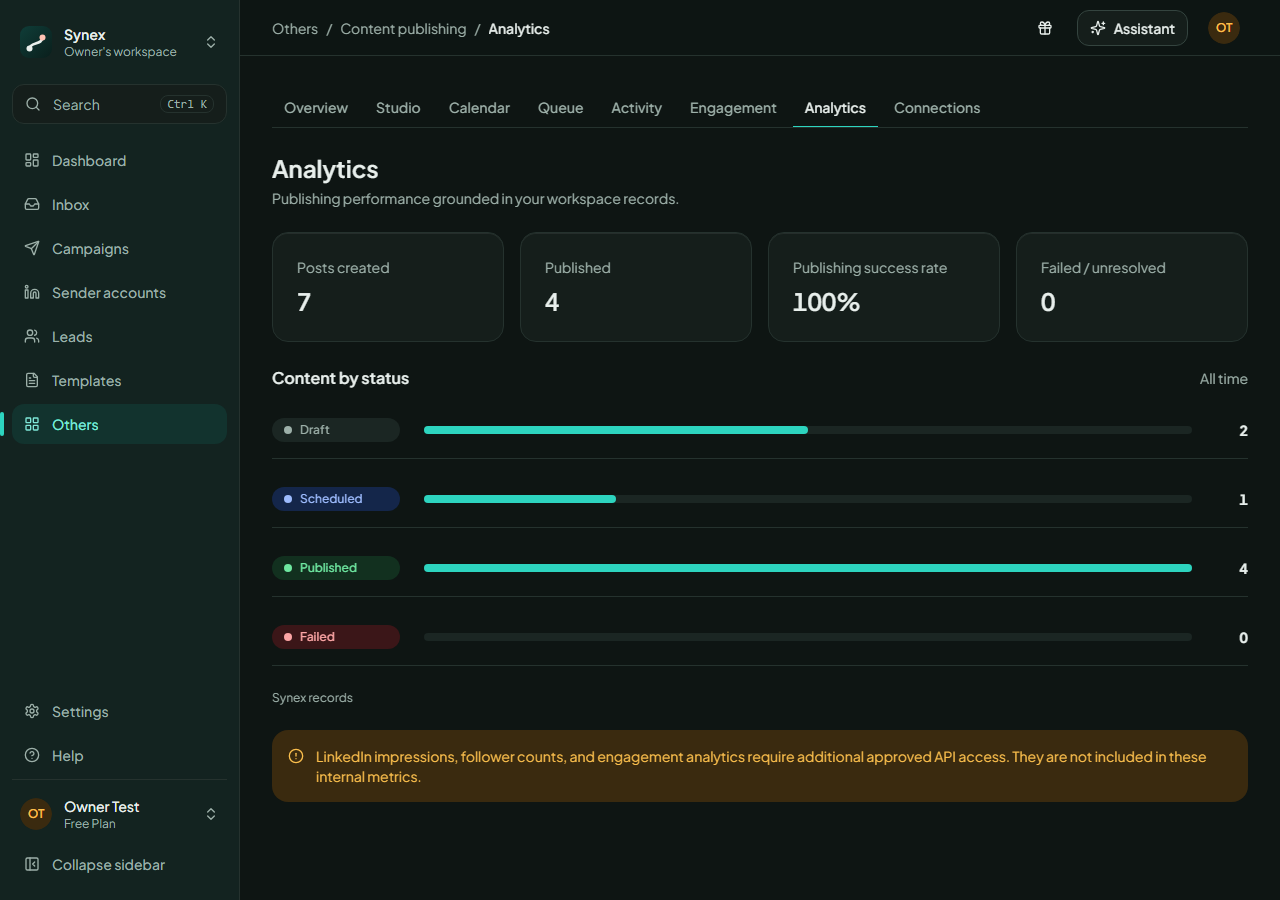 Synex
Owner's workspace
Search
Ctrl K
Dashboard
Inbox
Campaigns
Sender accounts
Leads
Templates
Others
Settings
Help
OT
Owner Test
Free Plan
Collapse sidebar
Others / Content publishing / Analytics
Assistant
OT
Overview
Studio
Calendar
Queue
Activity
Engagement
Analytics
Connections
Analytics
Publishing performance grounded in your workspace records.
Posts created
7
Published
4
Publishing success rate
100%
Failed / unresolved
0
Content by status
All time
Draft
2
Scheduled
1
Published
4
Failed
0
Synex records
LinkedIn impressions, follower counts, and engagement analytics require additional approved API access. They are not included in these
internal metrics.